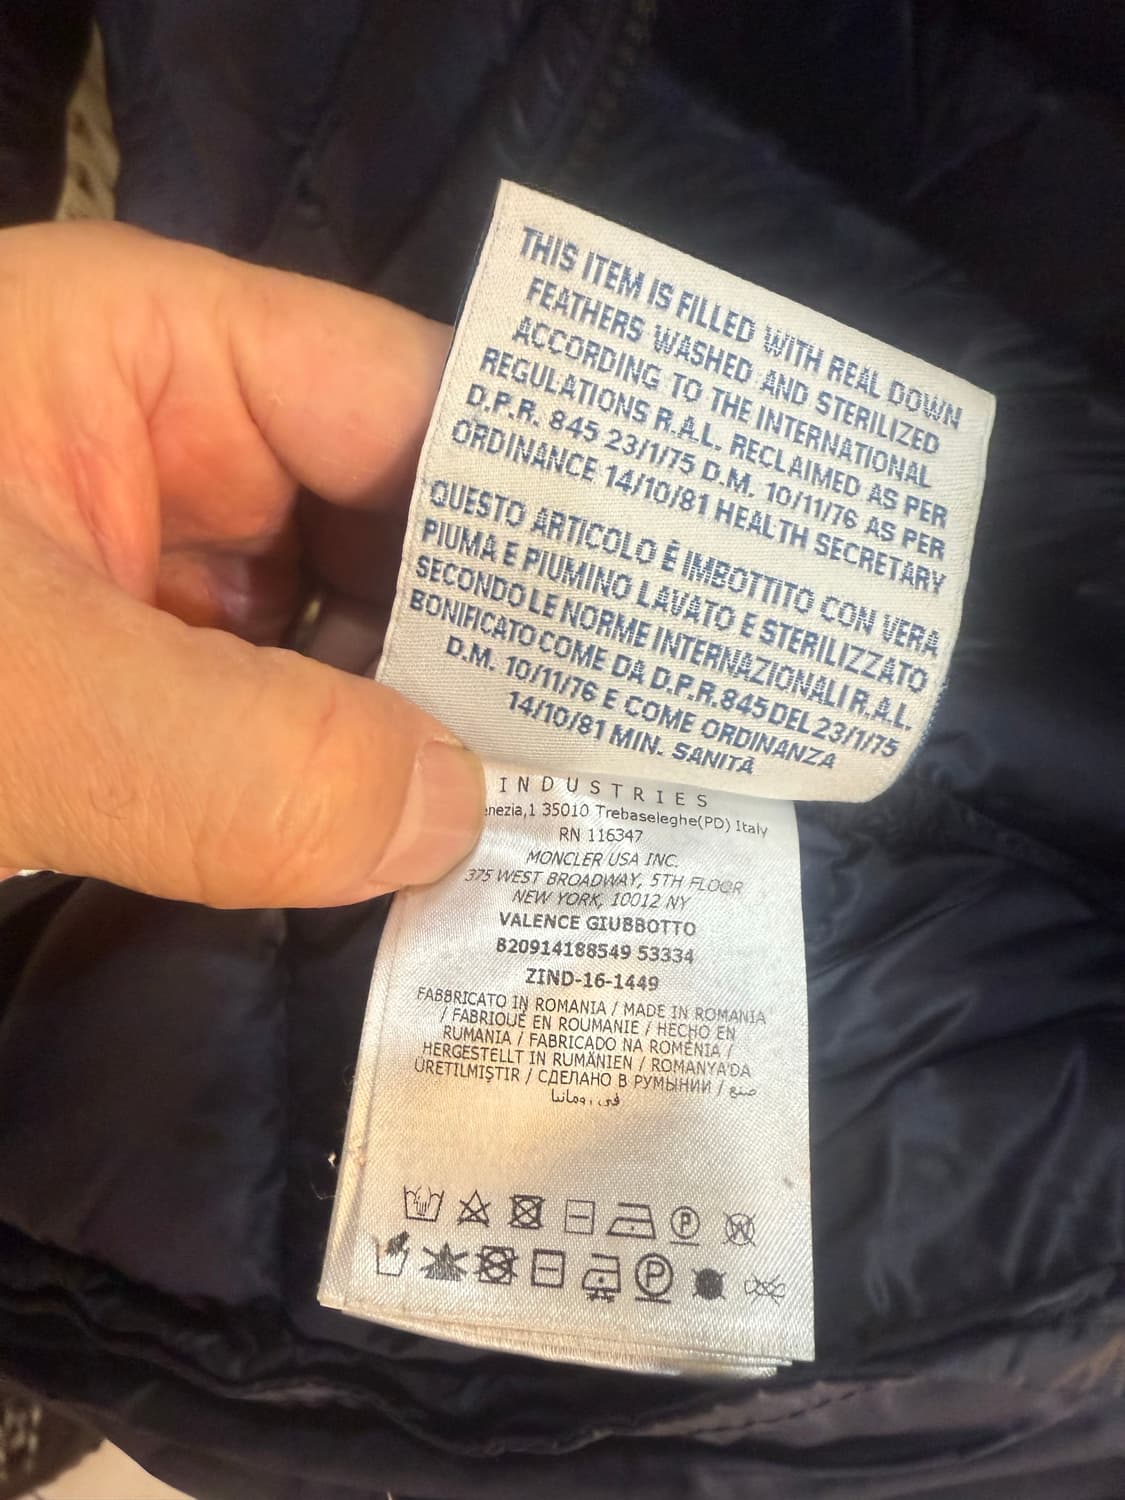 THIS ITEM IS FILLED WITH REAL DOWN
FEATHERS WASHED AND STERILIZED
ACCORDING TO THE INTERNATIONAL
REGULATIONS R.A.L. RECLAIMED AS PER
D.P.R. 845 23/1/75 D.M. 10/11/76 AS PER
ORDINANCE 14/10/81 HEALTH SECRETARY
QUESTO ARTICOLO È IMBOTTITO CON VERA
PIUMA E PIUMINO LAVATO E STERILIZZATO
SECONDO LE NORME INTERNAZIONALI R.A.L.
BONIFICATO COME DA D.P.R. 845 DEL 23/1/75
D.M. 10/11/76 E COME ORDINANZA
14/10/81 MIN. SANITÀ
INDUSTRIES
enezia,1 35010 Trebaseleghe(PD) Italy
RN 116347
MONCLER USA INC.
375 WEST BROADWAY, 5TH FLOOR
NEW YORK, 10012 NY
VALENCE GIUBBOTTO
B20914188549 53334
ZIND-16-1449
FABBRICATO IN ROMANIA / MADE IN ROMANIA
/ FABRIQUÉ EN ROUMANIE / HECHO EN
RUMANIA / FABRICADO NA ROMÉNIA /
HERGESTELLT IN RUMÄNIEN / ROMANYA'DA
ÜRETILMIŞTIR / СДЕЛАНО В РУМЫНИИ / صنع
في رومانيا
P W
P